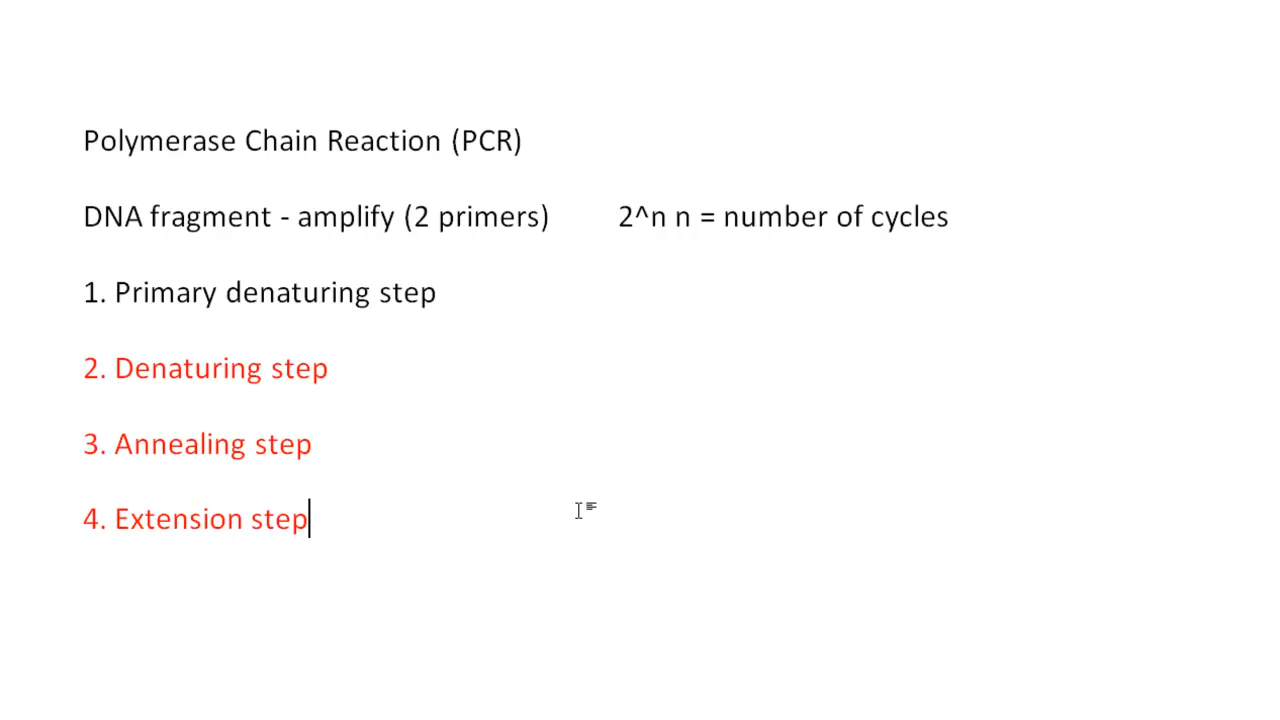 Polymerase Chain Reaction (PCR)
DNA fragment - amplify (2 primers) 2^n n = number of cycles
1. Primary denaturing step
2. Denaturing step
3. Annealing step
4. Extension step